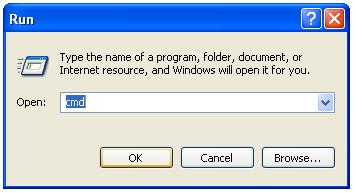 Run
Type the name of a program, folder, document, or
Internet resource, and Windows will open it for you.
Open: cmd
OK Cancel Browse...